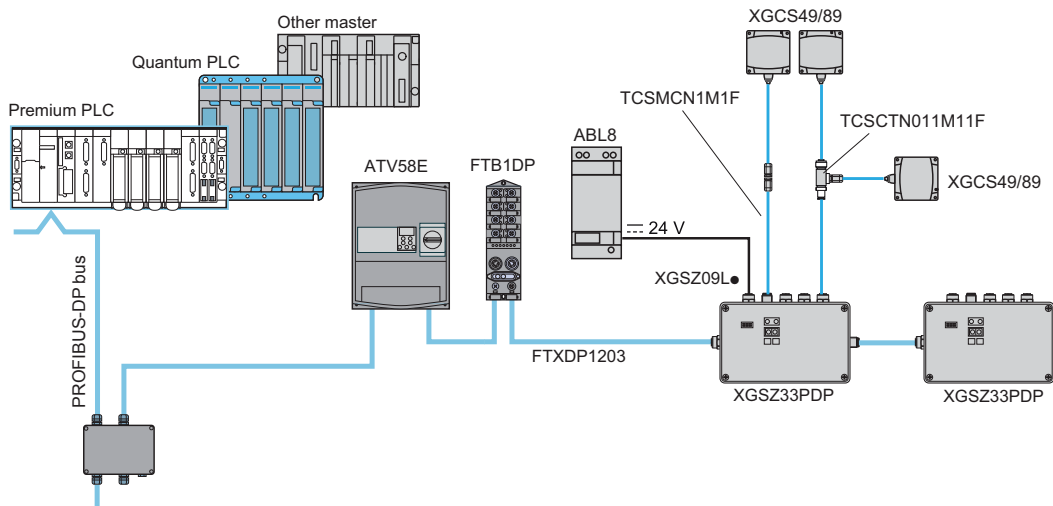 Other master
XGCS49/89
Quantum PLC
Premium PLC
TCSMCN1M1F
TCSCTN011M11F
ABL8
ATV58E
FTB1DP
XGCS49/89
24 V
XGSZ09L●
PROFIBUS-DP bus
FTXDP1203
XGSZ33PDP
XGSZ33PDP